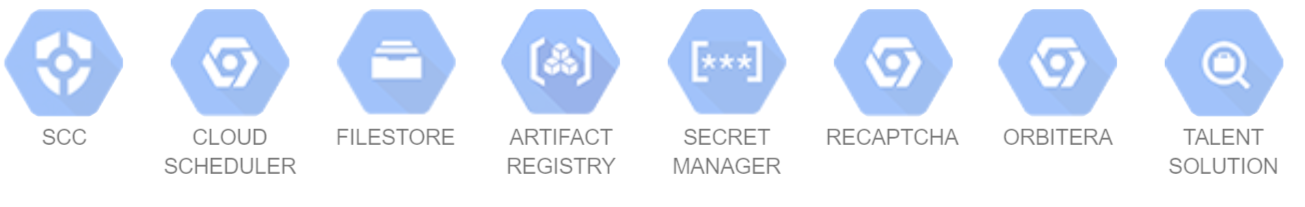 [***]
SCC
CLOUD
SCHEDULER
FILESTORE
ARTIFACT
REGISTRY
SECRET
MANAGER
RECAPTCHA
ORBITERA
TALENT
SOLUTION